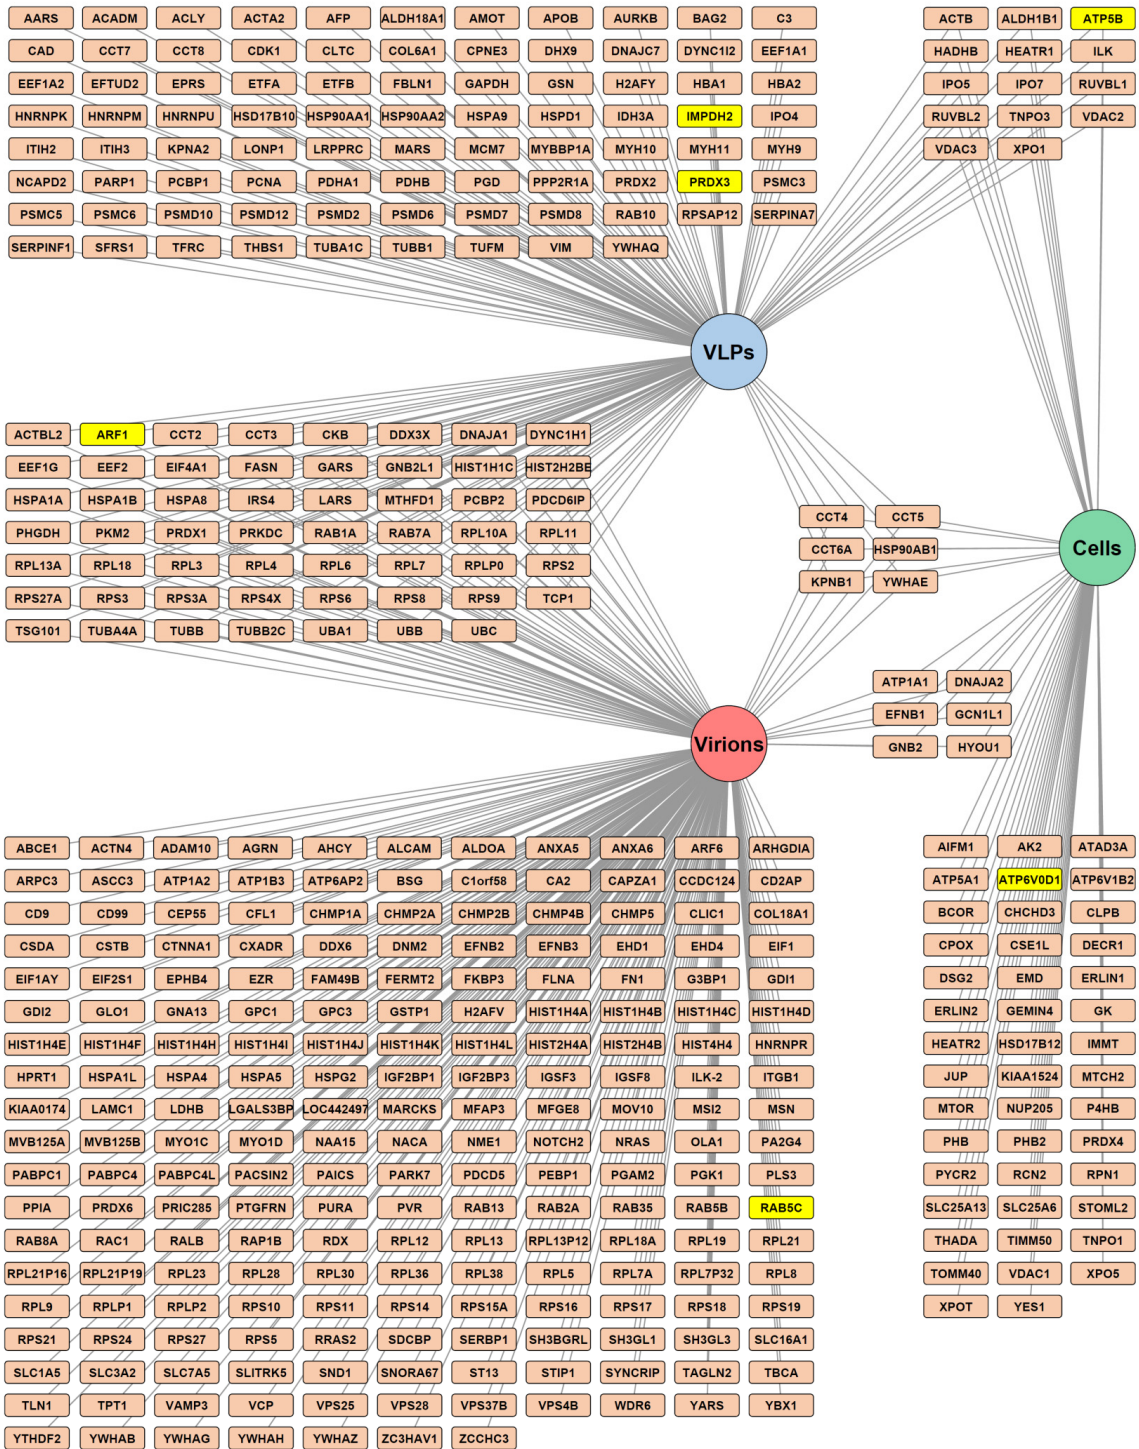 AARS ACADM ACLY ACTA2 AFP ALDH18A1 AMOT APOB AURKB BAG2 C3
CAD CCT7 CCT8 CDK1 CLTC COL6A1 CPNE3 DHX9 DNAJC7 DYNC1I2 EEF1A1
EEF1A2 EFTUD2 EPRS ETFA ETFB FBLN1 GAPDH GSN H2AFY HBA1 HBA2
HNRNPK HNRNPM HNRNPU HSD17B10 HSP90AA1 HSP90AA2 HSPA9 HSPD1 IDH3A IMPDH2 IPO4
ITIH2 ITIH3 KPNA2 LONP1 LRPPRC MARS MCM7 MYBBP1A MYH10 MYH11 MYH9
NCAPD2 PARP1 PCBP1 PCNA PDHA1 PDHB PGD PPP2R1A PRDX2 PRDX3 PSMC3
PSMC5 PSMC6 PSMD10 PSMD12 PSMD2 PSMD6 PSMD7 PSMD8 RAB10 RPSAP12 SERPINA7
SERPINF1 SFRS1 TFRC THBS1 TUBA1C TUBB1 TUFM VIM YWHAQ
ACTB ALDH1B1 ATP5B
HADHB HEATR1 ILK
IPO5 IPO7 RUVBL1
RUVBL2 TNPO3 VDAC2
VDAC3 XPO1
VLPs
ACTBL2 ARF1 CCT2 CCT3 CKB DDX3X DNAJA1 DYNC1H1
EEF1G EEF2 EIF4A1 FASN GARS GNB2L1 HIST1H1C HIST2H2BE
HSPA1A HSPA1B HSPA8 IRS4 LARS MTHFD1 PCBP2 PDCD6IP
PHGDH PKM2 PRDX1 PRKDC RAB1A RAB7A RPL10A RPL11
RPL13A RPL18 RPL3 RPL4 RPL6 RPL7 RPLP0 RPS2
RPS27A RPS3 RPS3A RPS4X RPS6 RPS8 RPS9 TCP1
TSG101 TUBA4A TUBB TUBB2C UBA1 UBB UBC
CCT4 CCT5
CCT6A HSP90AB1
KPNB1 YWHAE
Cells
ATP1A1 DNAJA2
EFNB1 GCN1L1
GNB2 HYOU1
Virions
ABCE1 ACTN4 ADAM10 AGRN AHCY ALCAM ALDOA ANXA5 ANXA6 ARF6 ARHGDIA
ARPC3 ASCC3 ATP1A2 ATP1B3 ATP6AP2 BSG C1orf58 CA2 CAPZA1 CCDC124 CD2AP
CD9 CD99 CEP55 CFL1 CHMP1A CHMP2A CHMP2B CHMP4B CHMP5 CLIC1 COL18A1
CSDA CSTB CTNNA1 CXADR DDX6 DNM2 EFNB2 EFNB3 EHD1 EHD4 EIF1
EIF1AY EIF2S1 EPHB4 EZR FAM49B FERMT2 FKBP3 FLNA FN1 G3BP1 GDI1
GDI2 GLO1 GNA13 GPC1 GPC3 GSTP1 H2AFV HIST1H4A HIST1H4B HIST1H4C HIST1H4D
HIST1H4E HIST1H4F HIST1H4H HIST1H4I HIST1H4J HIST1H4K HIST1H4L HIST2H4A HIST2H4B HIST4H4 HNRNPR
HPRT1 HSPA1L HSPA4 HSPA5 HSPG2 IGF2BP1 IGF2BP3 IGSF3 IGSF8 ILK-2 ITGB1
KIAA0174 LAMC1 LDHB LGALS3BP LOC442497 MARCKS MFAP3 MFGE8 MOV10 MSI2 MSN
MVB125A MVB125B MYO1C MYO1D NAA15 NACA NME1 NOTCH2 NRAS OLA1 PA2G4
PABPC1 PABPC4 PABPC4L PACSIN2 PAICS PARK7 PDCD5 PEBP1 PGAM2 PGK1 PLS3
PPIA PRDX6 PRIC285 PTGFRN PURA PVR RAB13 RAB2A RAB35 RAB5B RAB5C
RAB8A RAC1 RALB RAP1B RDX RPL12 RPL13 RPL13P12 RPL18A RPL19 RPL21
RPL21P16 RPL21P19 RPL23 RPL28 RPL30 RPL36 RPL38 RPL5 RPL7A RPL7P32 RPL8
RPL9 RPLP1 RPLP2 RPS10 RPS11 RPS14 RPS15A RPS16 RPS17 RPS18 RPS19
RPS21 RPS24 RPS27 RPS5 RRAS2 SDCBP SERBP1 SH3BGRL SH3GL1 SH3GL3 SLC16A1
SLC1A5 SLC3A2 SLC7A5 SLITRK5 SND1 SNORA67 ST13 STIP1 SYNCRIP TAGLN2 TBCA
TLN1 TPT1 VAMP3 VCP VPS25 VPS28 VPS37B VPS4B WDR6 YARS YBX1
YTHDF2 YWHAB YWHAG YWHAH YWHAZ ZC3HAV1 ZCCHC3
AIFM1 AK2 ATAD3A
ATP5A1 ATP6V0D1 ATP6V1B2
BCOR CHCHD3 CLPB
CPOX CSE1L DECR1
DSG2 EMD ERLIN1
ERLIN2 GEMIN4 GK
HEATR2 HSD17B12 IMMT
JUP KIAA1524 MTCH2
MTOR NUP205 P4HB
PHB PHB2 PRDX4
PYCR2 RCN2 RPN1
SLC25A13 SLC25A6 STOML2
THADA TIMM50 TNPO1
TOMM40 VDAC1 XPO5
XPOT YES1